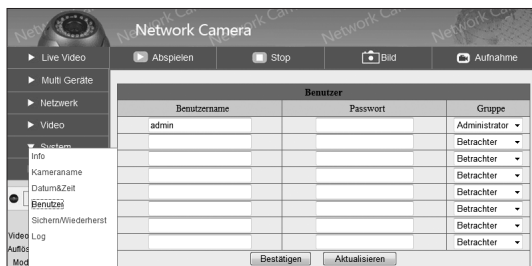 Network Camera
Live Video
Abspielen
Stop
Bild
Aufnahme
Multi Geräte
Netzwerk
Video
System
Info
Kameraname
Datum&Zeit
Benutzer
Sichern/Wiederherst
Log
Video
Auflös
Mod
Benutzer
Benutzername Passwort Gruppe
admin Administrator
Betrachter
Betrachter
Betrachter
Betrachter
Betrachter
Betrachter
Betrachter
Bestätigen Aktualisieren